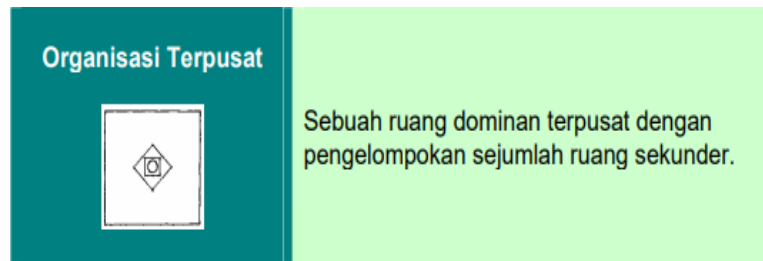 Organisasi Terpusat
Sebuah ruang dominan terpusat dengan
pengelompokan sejumlah ruang sekunder.